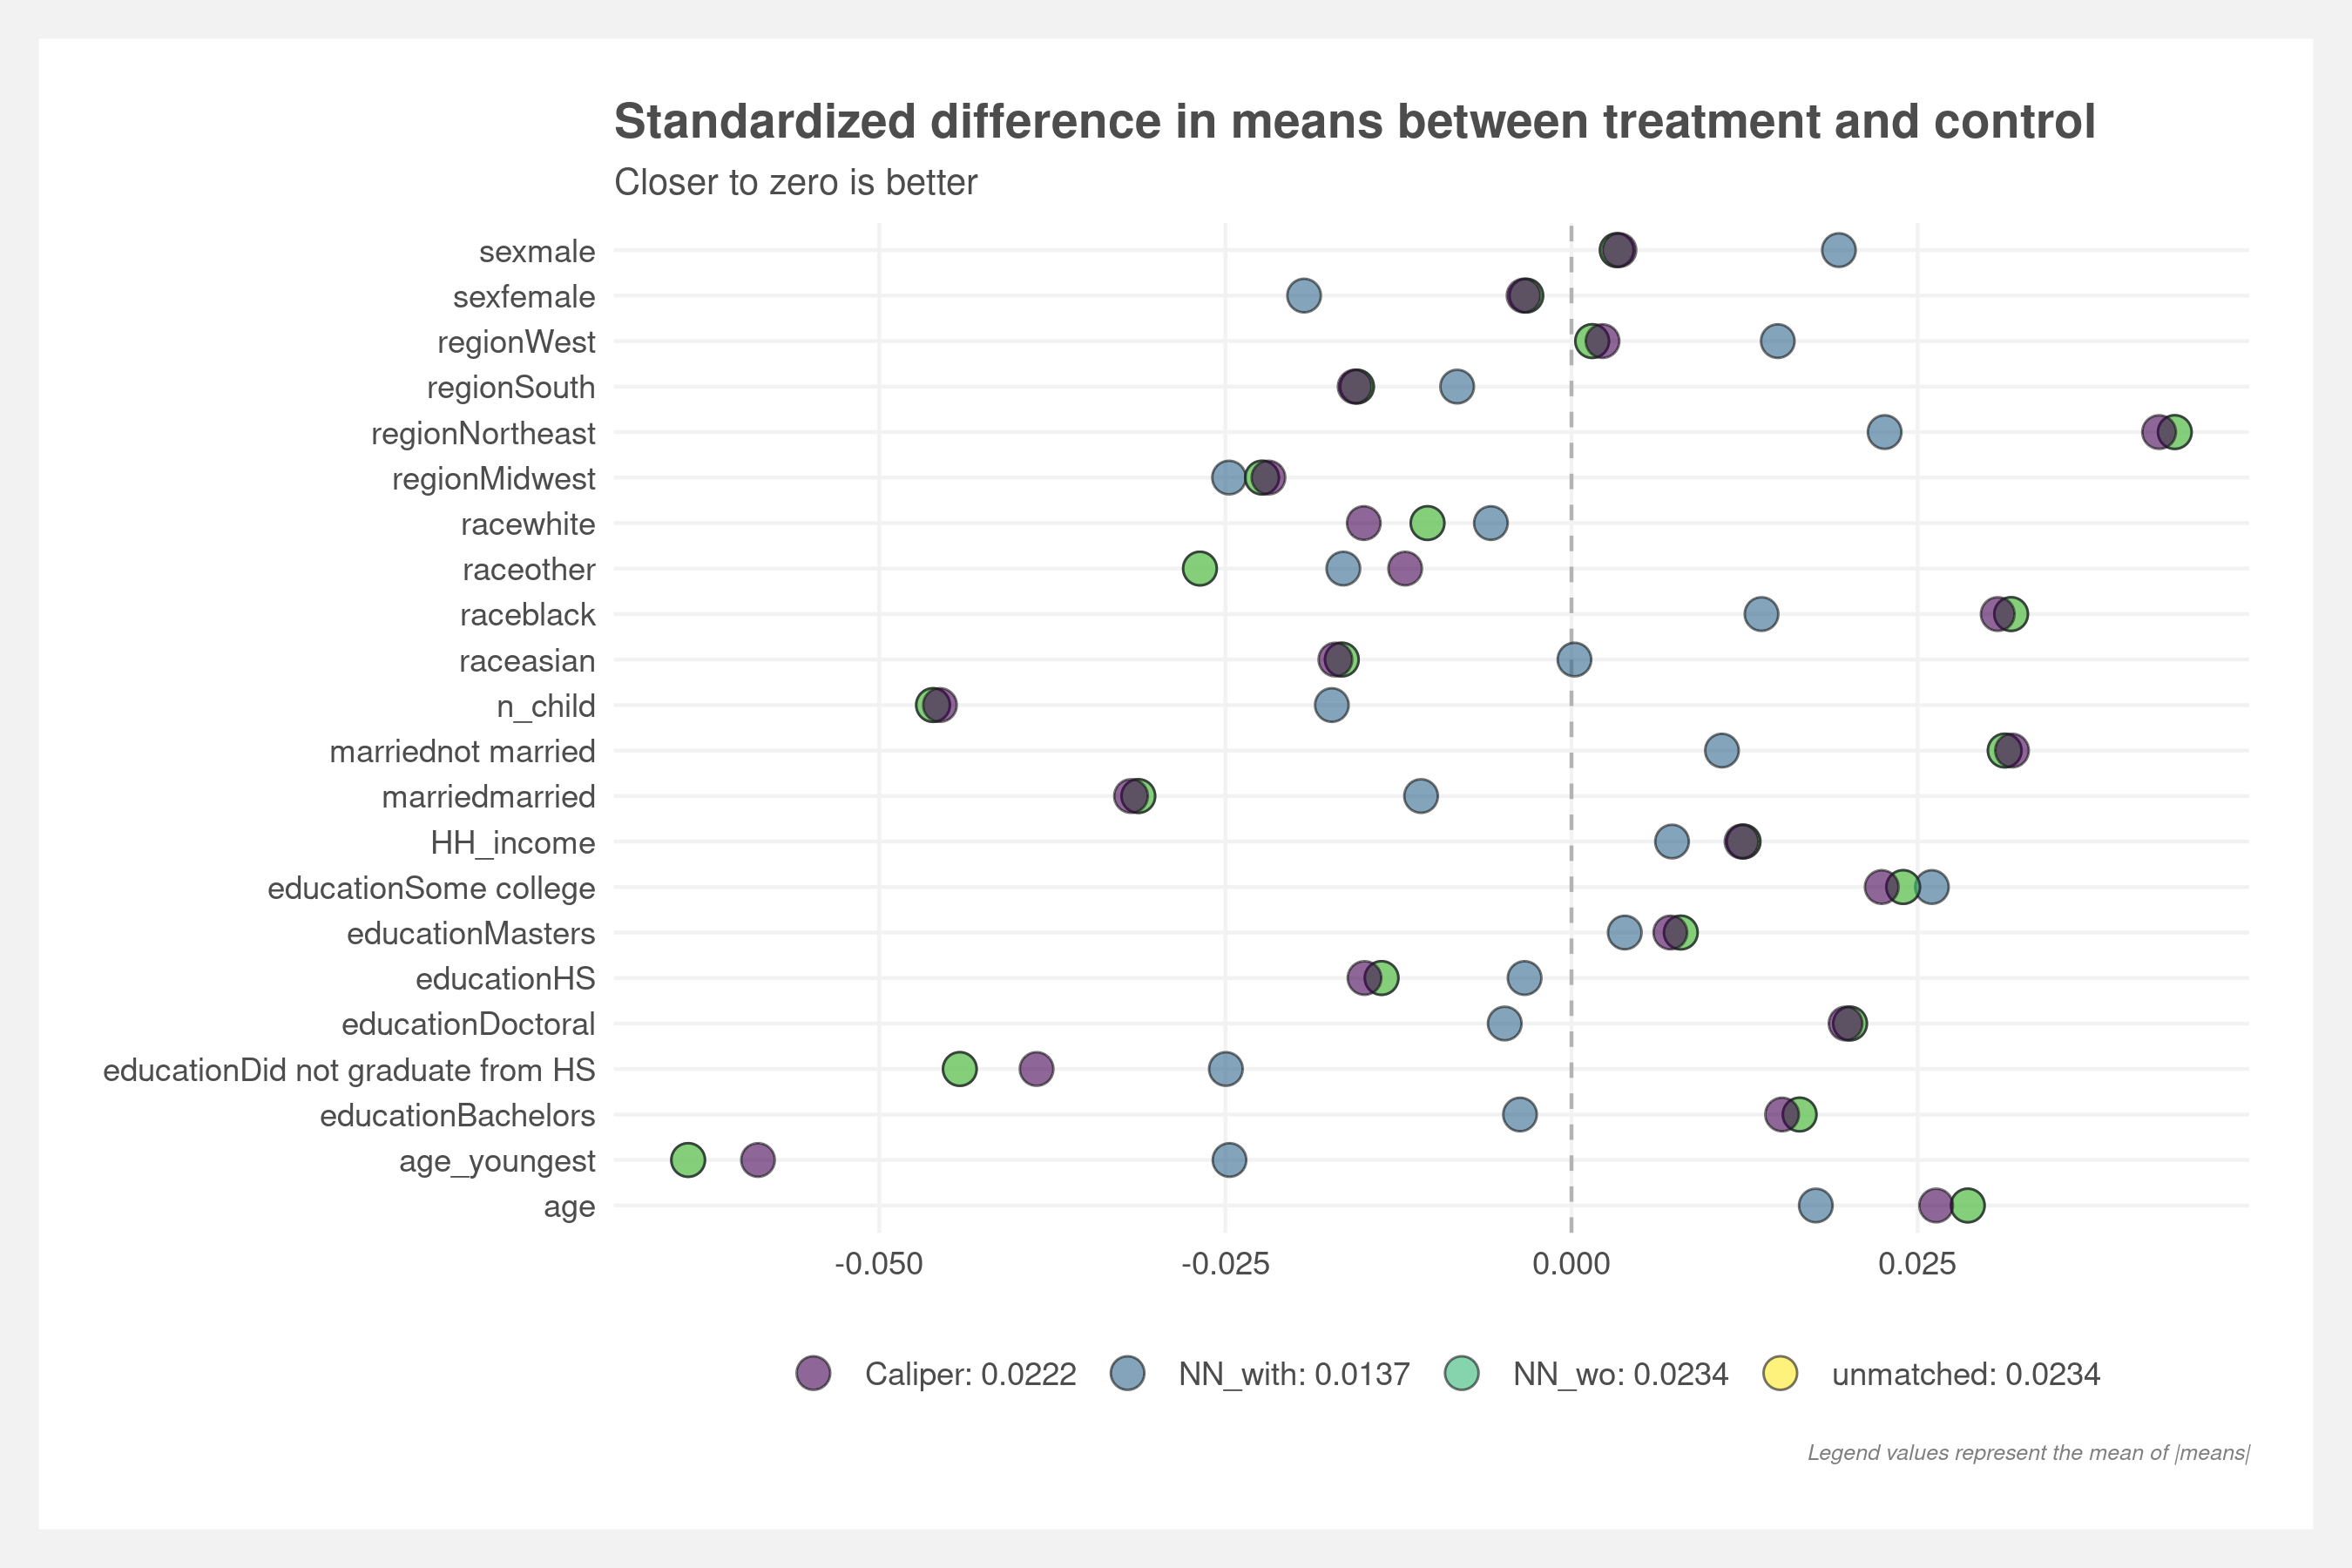 Standardized difference in means between treatment and control
Closer to zero is better
sexmale
sexfemale
regionWest
regionSouth
regionNortheast
regionMidwest
racewhite
raceother
raceblack
raceasian
n_child
marriednot married
marriedmarried
HH_income
educationSome college
educationMasters
educationHS
educationDoctoral
educationDid not graduate from HS
educationBachelors
age_youngest
age
-0.050 -0.025 0.000 0.025
Caliper: 0.0222 NN_with: 0.0137 NN_wo: 0.0234 unmatched: 0.0234
Legend values represent the mean of |means|